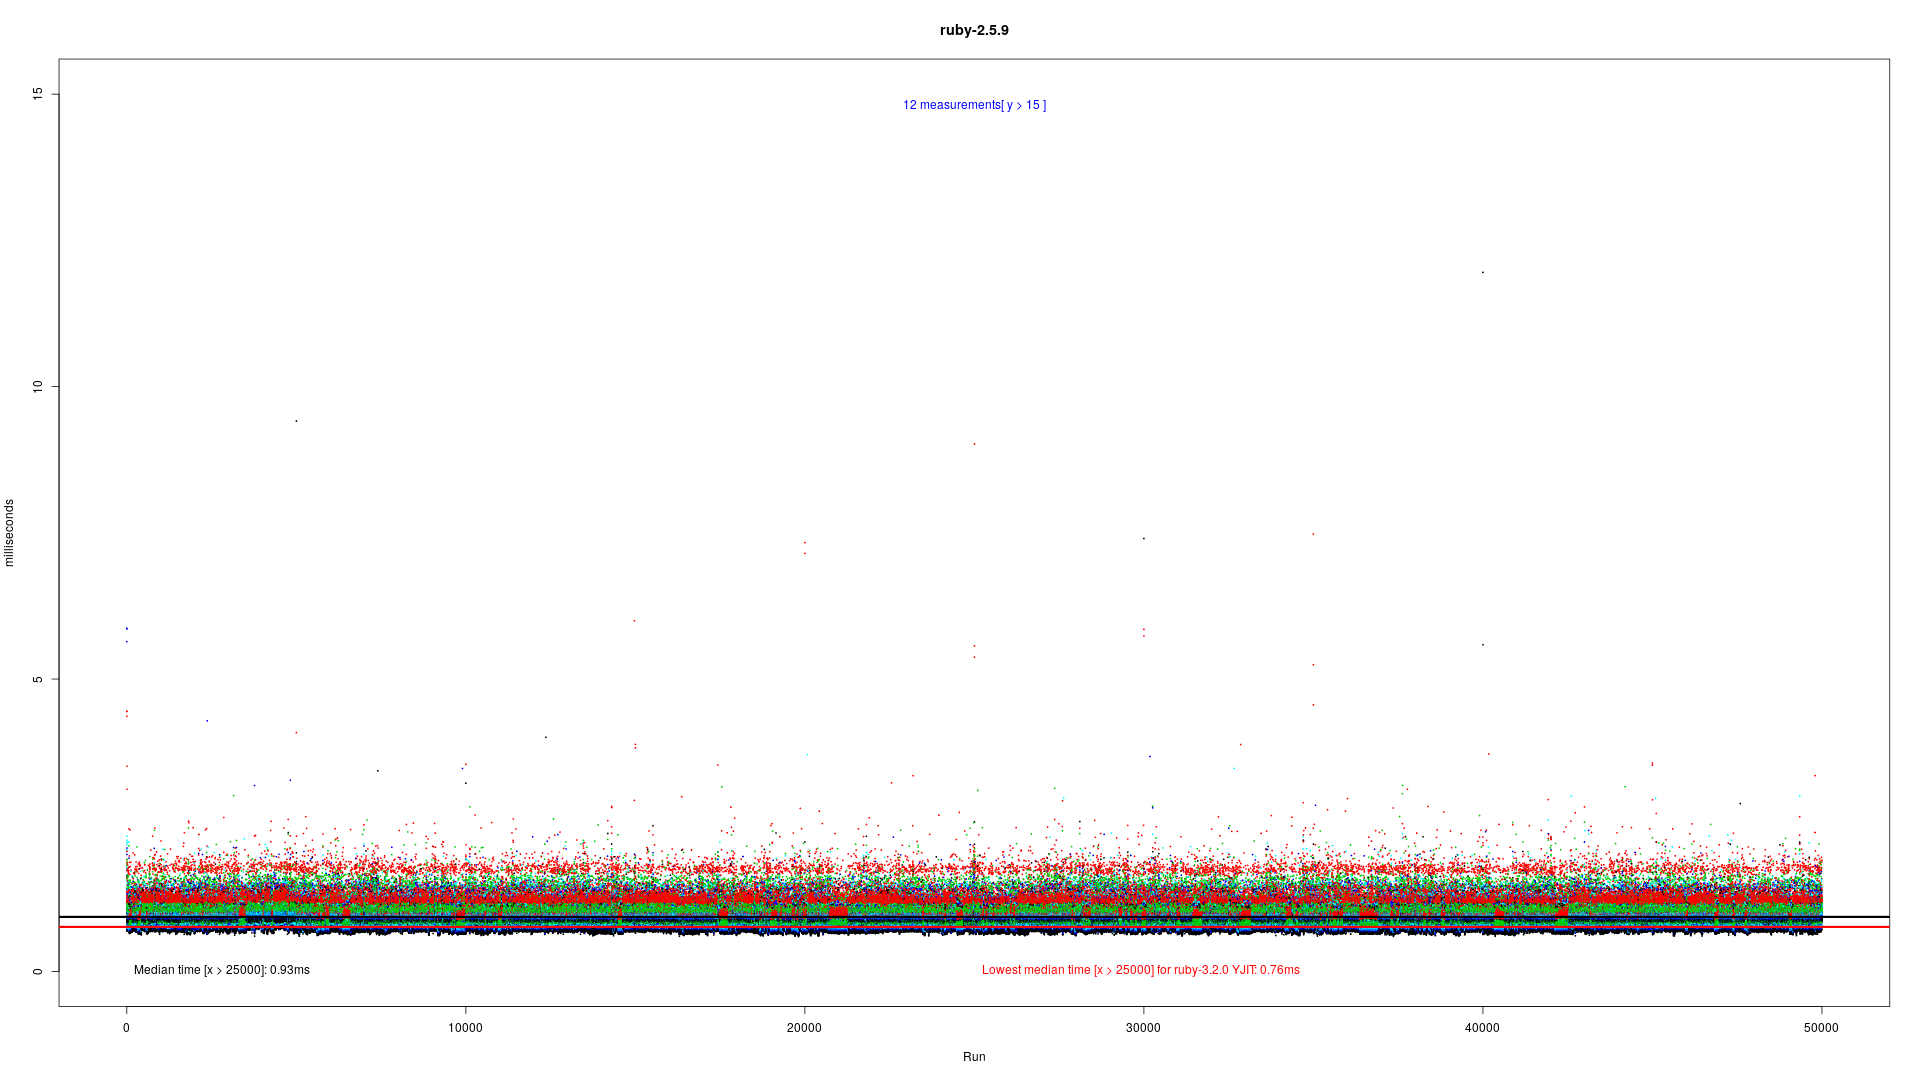 ruby-2.5.9
12 measurements[ y > 15 ]
15
10
5
0
milliseconds
Median time [x > 25000]: 0.93ms
Lowest median time [x > 25000] for ruby-3.2.0 YJIT: 0.76ms
0
10000
20000
30000
40000
50000
Run